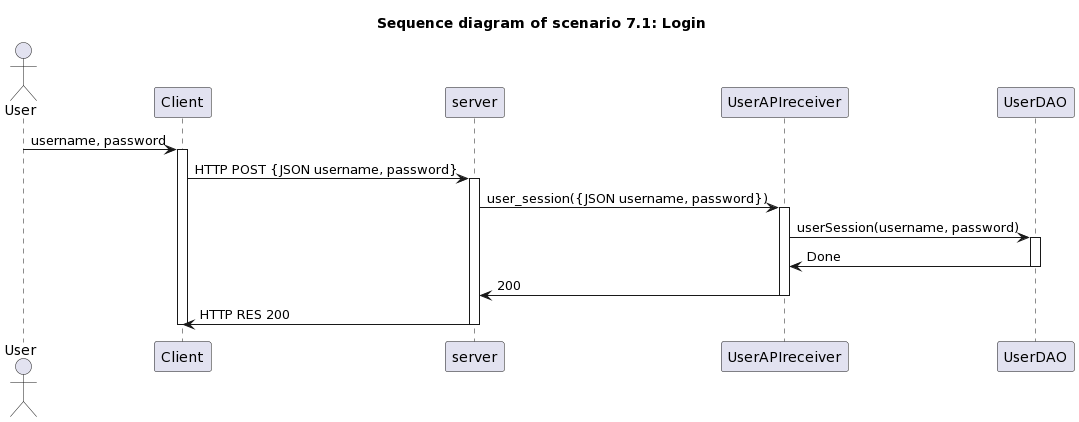 Sequence diagram of scenario 7.1: Login
User
Client
server
UserAPIreceiver
UserDAO
username, password
HTTP POST {JSON username, password}
user_session({JSON username, password})
userSession(username, password)
Done
200
HTTP RES 200
User
Client
server
UserAPIreceiver
UserDAO